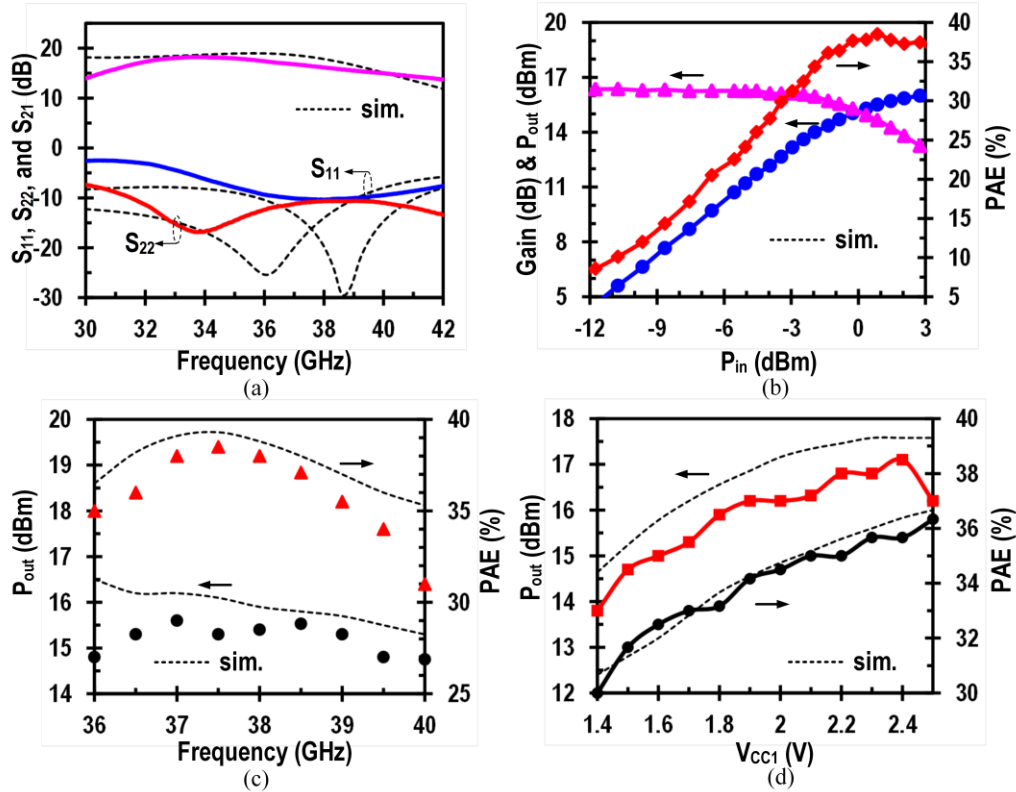 S11, S22, and S21 (dB)
30
20
10
0
-10
-20
-30
sim.
S11
S22
30 32 34 36 38 40 42
Frequency (GHz)
(a)
Gain (dB) & Pout (dBm)
20
17
14
11
8
5
40
35
30
25
20
15
10
5
PAE (%)
sim.
-12 -9 -6 -3 0 3
Pin (dBm)
(b)
Pout (dBm)
20
19
18
17
16
15
14
40
35
30
25
PAE (%)
sim.
36 37 38 39 40
Frequency (GHz)
(c)
Pout (dBm)
18
17
16
15
14
13
12
40
38
36
34
32
30
PAE (%)
sim.
1.4 1.6 1.8 2 2.2 2.4
VCC1 (V)
(d)